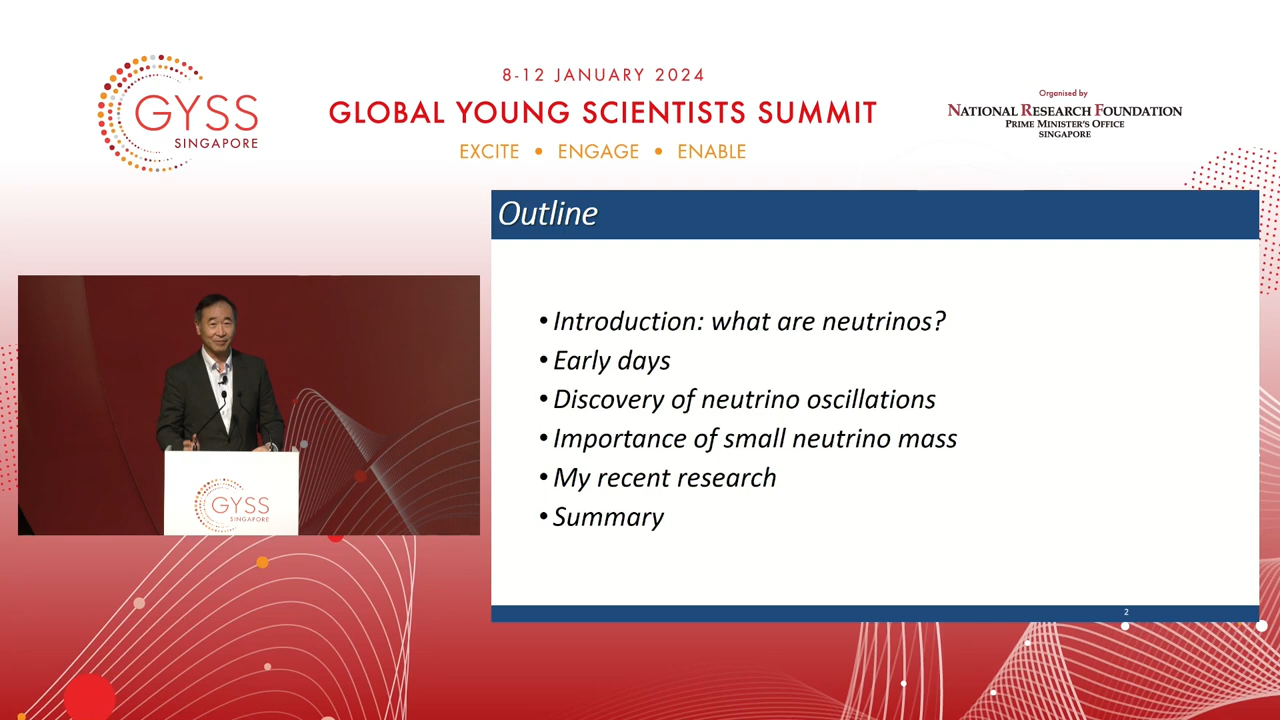 GYSS
SINGAPORE
8-12 JANUARY 2024
GLOBAL YOUNG SCIENTISTS SUMMIT
EXCITE • ENGAGE • ENABLE
Organised by
NATIONAL RESEARCH FOUNDATION
PRIME MINISTER'S OFFICE
SINGAPORE
Outline
• Introduction: what are neutrinos?
• Early days
• Discovery of neutrino oscillations
• Importance of small neutrino mass
• My recent research
• Summary
2
GYSS
SINGAPORE